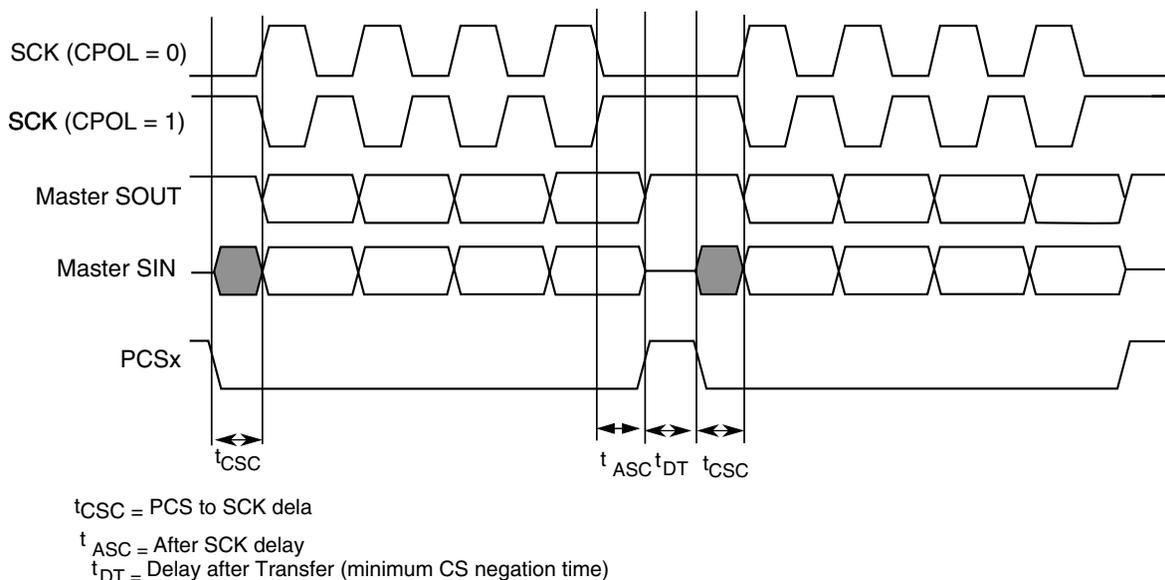 SCK (CPOL = 0)
SCK (CPOL = 1)
Master SOUT
Master SIN
PCSx
tCSC
t ASC tDT tCSC
tCSC = PCS to SCK dela
t ASC = After SCK delay
tDT = Delay after Transfer (minimum CS negation time)